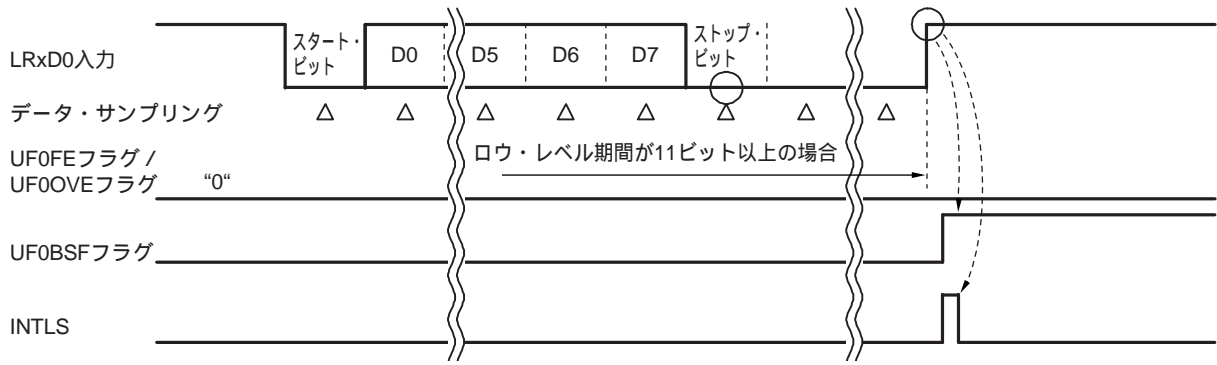 LRxD0入力
スタート・
ビット
D0
D5
D6
D7
ストップ・
ビット
データ・サンプリング
UF0FEフラグ /
UF0OVEフラグ
“0“
ロウ・レベル期間が11ビット以上の場合
UF0BSFフラグ
INTLS